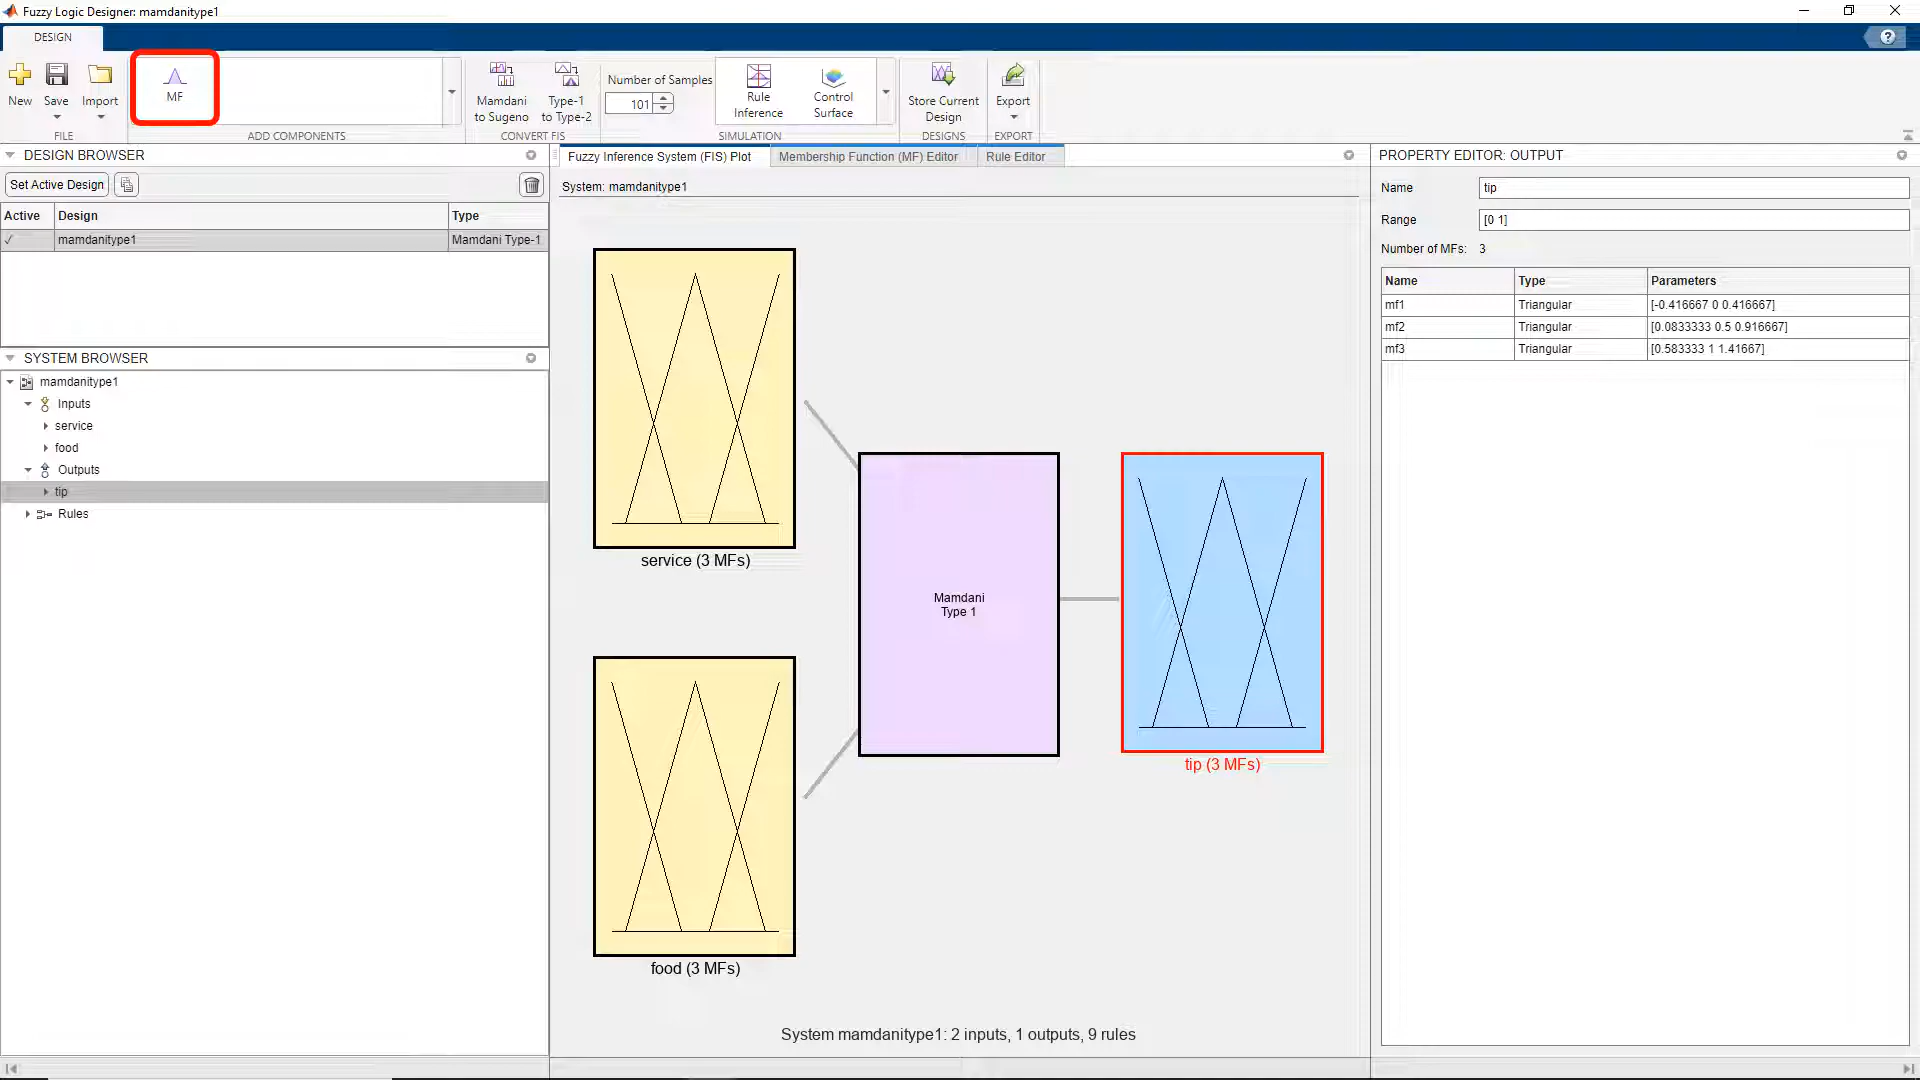 Fuzzy Logic Designer: mamdanitype1
DESIGN
New
Save
Import
MF
Mamdani to Sugeno
Type-1 to Type-2
Number of Samples
101
Rule Inference
Control Surface
Store Current Design
Export
FILE
ADD COMPONENTS
CONVERT FIS
SIMULATION
DESIGNS
EXPORT
DESIGN BROWSER
Set Active Design
Active Design Type
mamdanitype1 Mamdani Type-1
SYSTEM BROWSER
mamdanitype1
Inputs
service
food
Outputs
tip
Rules
Fuzzy Inference System (FIS) Plot
Membership Function (MF) Editor
Rule Editor
System: mamdanitype1
service (3 MFs)
Mamdani
Type 1
tip (3 MFs)
food (3 MFs)
System mamdanitype1: 2 inputs, 1 outputs, 9 rules
PROPERTY EDITOR: OUTPUT
Name tip
Range [0 1]
Number of MFs: 3
Name Type Parameters
mf1 Triangular [-0.416667 0 0.416667]
mf2 Triangular [0.0833333 0.5 0.916667]
mf3 Triangular [0.583333 1 1.41667]